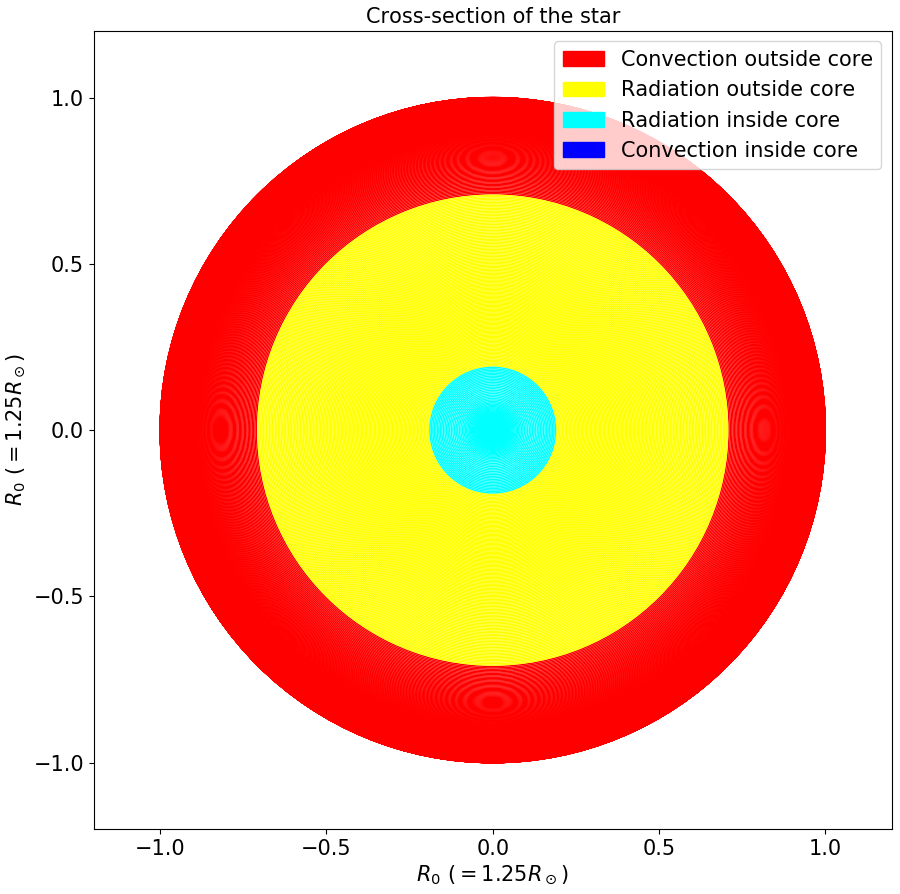 Cross-section of the star
Convection outside core
Radiation outside core
Radiation inside core
Convection inside core
1.0
0.5
0.0
−0.5
−1.0
R₀ (=1.25R⊙)
−1.0 −0.5 0.0 0.5 1.0
R₀ (=1.25R⊙)